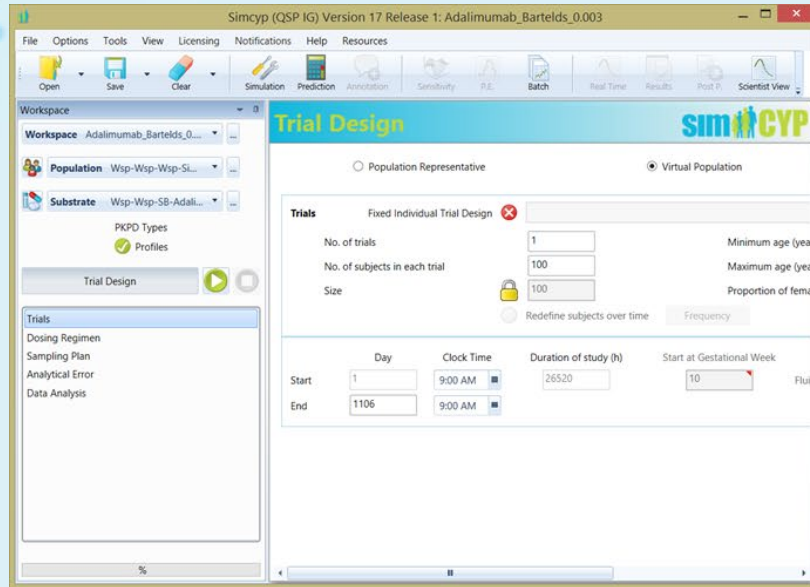 Simcyp (QSP IG) Version 17 Release 1: Adalimumab_Bartelds_0.003
File Options Tools View Licensing Notifications Help Resources
Open Save Clear Simulation Prediction Annotation Sensitivity P.E. Batch Real Time Results Post P. Scientist View
Workspace
Workspace Adalimumab_Bartelds_0.... ...
Population Wsp-Wsp-Wsp-Si... ...
Substrate Wsp-Wsp-SB-Adali... ...
PKPD Types
Profiles
Trial Design
Trials
Dosing Regimen
Sampling Plan
Analytical Error
Data Analysis
%
Trial Design
simCYP
Population Representative Virtual Population
Trials Fixed Individual Trial Design
No. of trials 1 Minimum age (yea
No. of subjects in each trial 100 Maximum age (yea
Size 100 Proportion of fema
Redefine subjects over time Frequency
Day Clock Time Duration of study (h) Start at Gestational Week
Start 1 9:00 AM 26520 10 Flui
End 1106 9:00 AM